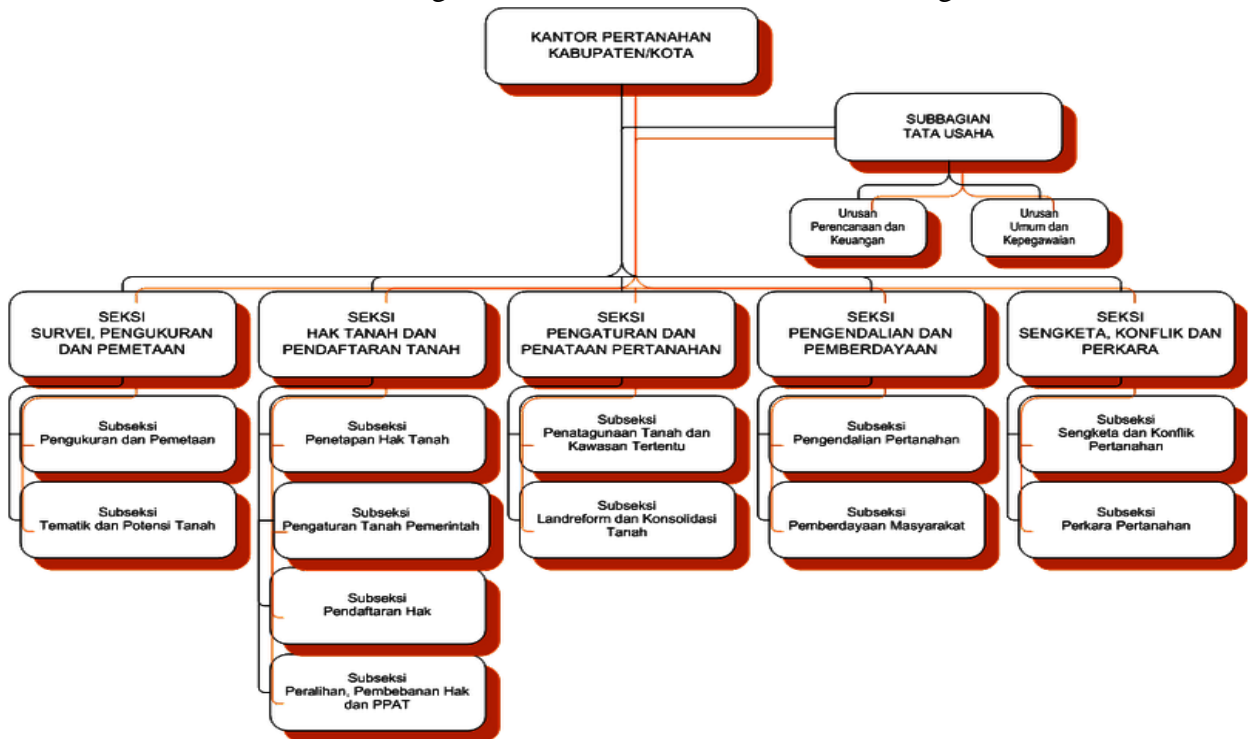 KANTOR PERTANAHAN
KABUPATEN/KOTA
SUBBAGIAN
TATA USAHA
Urusan
Perencanaan dan
Keuangan
Urusan
Umum dan
Kepegawaian
SEKSI
SURVEI, PENGUKURAN
DAN PEMETAAN
SEKSI
HAK TANAH DAN
PENDAFTARAN TANAH
SEKSI
PENGATURAN DAN
PENATAAN PERTANAHAN
SEKSI
PENGENDALIAN DAN
PEMBERDAYAAN
SEKSI
SENGKETA, KONFLIK DAN
PERKARA
Subseksi
Pengukuran dan Pemetaan
Subseksi
Tematik dan Potensi Tanah
Subseksi
Penetapan Hak Tanah
Subseksi
Pengaturan Tanah Pemerintah
Subseksi
Pendaftaran Hak
Subseksi
Peralihan, Pembebanan Hak
dan PPAT
Subseksi
Penatagunaan Tanah dan
Kawasan Tertentu
Subseksi
Landreform dan Konsolidasi
Tanah
Subseksi
Pengendalian Pertanahan
Subseksi
Pemberdayaan Masyarakat
Subseksi
Sengketa dan Konflik
Pertanahan
Subseksi
Perkara Pertanahan